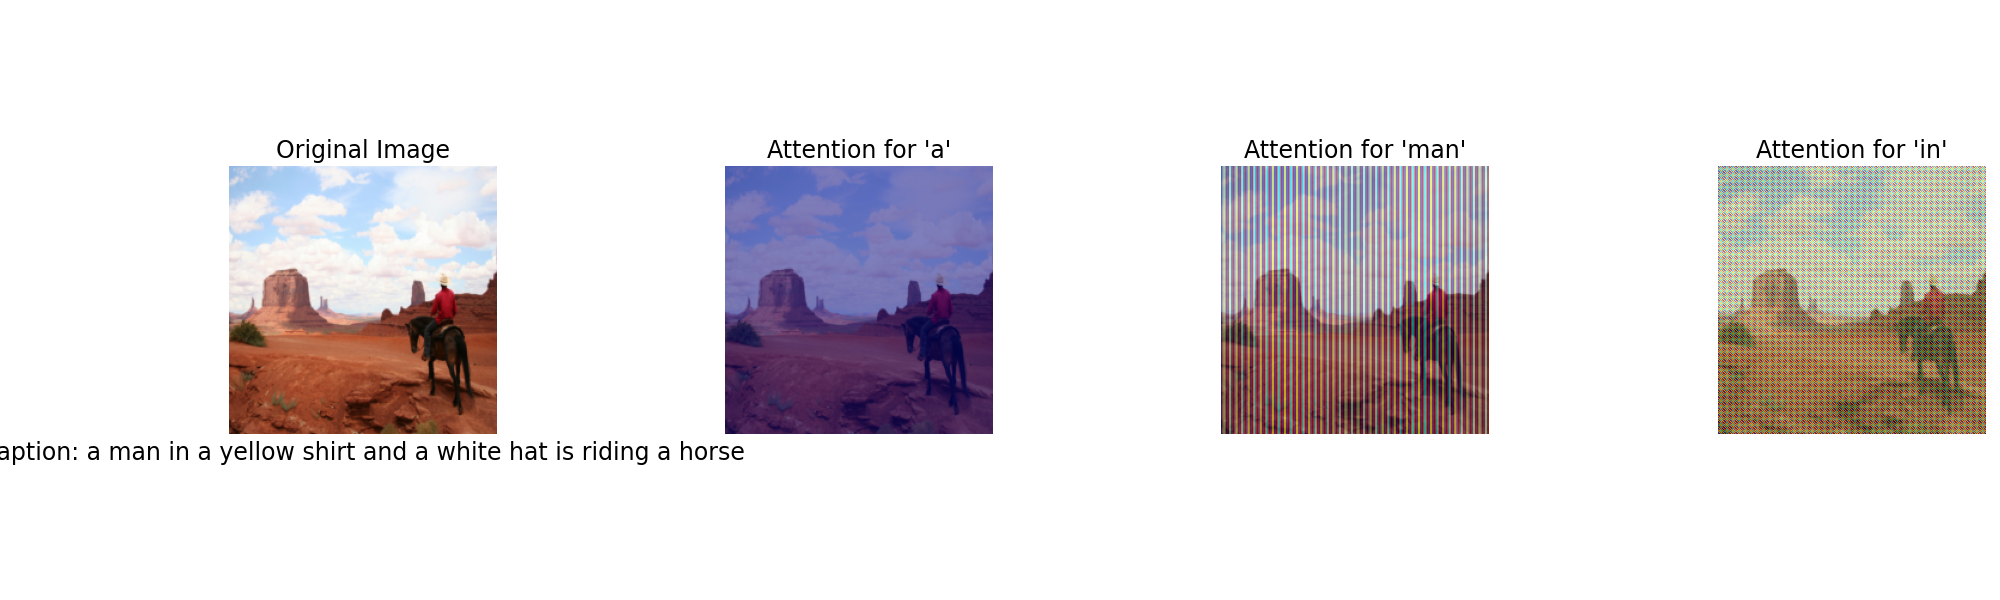 Original Image
Attention for 'a'
Attention for 'man'
Attention for 'in'
aption: a man in a yellow shirt and a white hat is riding a horse